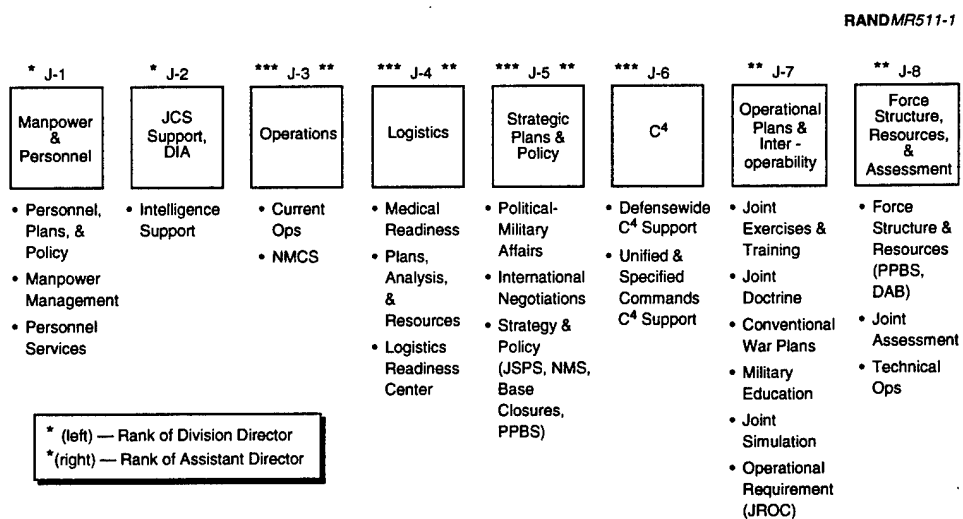 RANDMR511-1
* J-1
* J-2
*** J-3 **
*** J-4 **
*** J-5 **
*** J-6
** J-7
** J-8
Manpower
&
Personnel
JCS
Support,
DIA
Operations
Logistics
Strategic
Plans &
Policy
C⁴
Operational
Plans &
Inter -
operability
Force
Structure,
Resources,
&
Assessment
• Personnel,
Plans, &
Policy
• Manpower
Management
• Personnel
Services
• Intelligence
Support
• Current
Ops
• NMCS
• Medical
Readiness
• Plans,
Analysis,
&
Resources
• Logistics
Readiness
Center
• Political-
Military
Affairs
• International
Negotiations
• Strategy &
Policy
(JSPS, NMS,
Base
Closures,
PPBS)
• Defensewide
C⁴ Support
• Unified &
Specified
Commands
C⁴ Support
• Joint
Exercises &
Training
• Joint
Doctrine
• Conventional
War Plans
• Military
Education
• Joint
Simulation
• Operational
Requirement
(JROC)
• Force
Structure &
Resources
(PPBS,
DAB)
• Joint
Assessment
• Technical
Ops
* (left) — Rank of Division Director
*(right) — Rank of Assistant Director